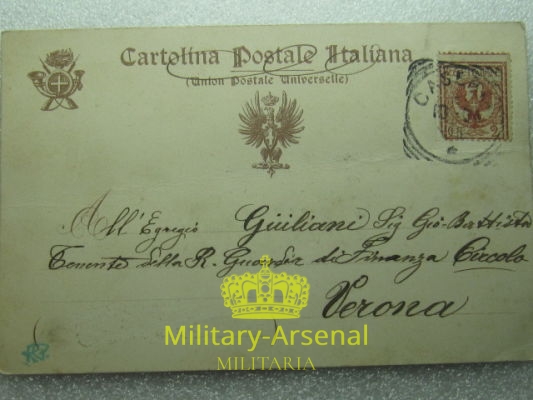 Cartolina Postale Italiana
(Union Postale Universelle)
CAS
All'Egregio Giuliani Sig Gio-Battista
Tenente della R. Guardia di Finanza Circolo
Verona
Military-Arsenal
MILITARIA